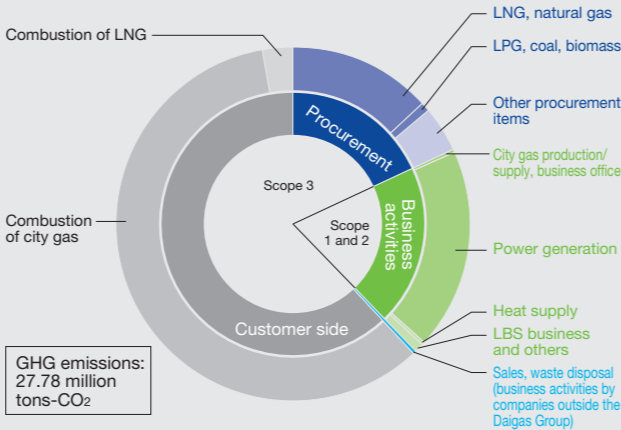 Combustion of LNG
LNG, natural gas
LPG, coal, biomass
Other procurement
items
City gas production/
supply, business office
Procurement
Scope 3
Scope
1 and 2
Business
activities
Combustion
of city gas
Power generation
Heat supply
LBS business
and others
Customer side
Sales, waste disposal
(business activities by
companies outside the
Daigas Group)
GHG emissions:
27.78 million
tons-CO2